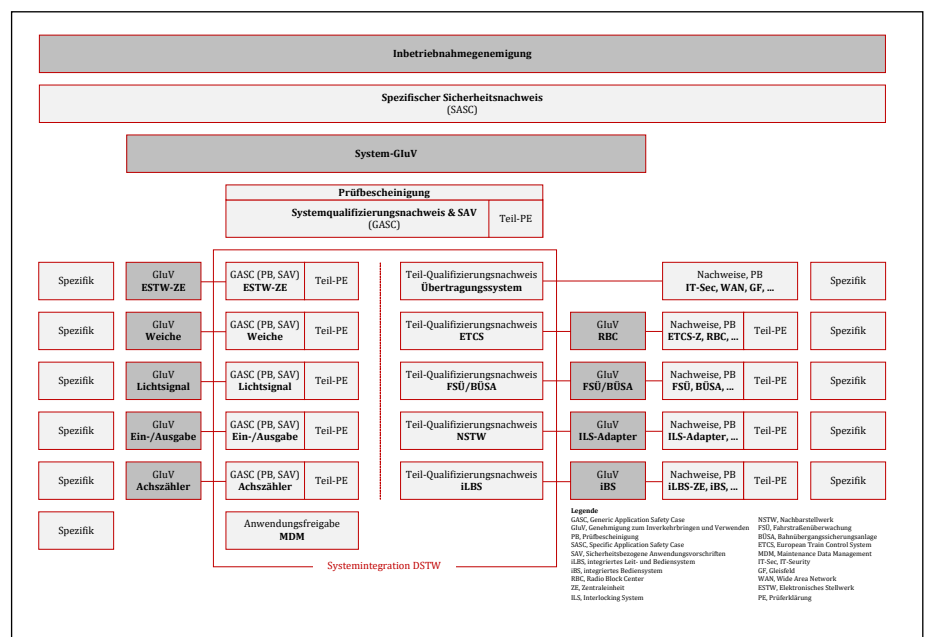 Inbetriebnahmegenemigung
Spezifischer Sicherheitsnachweis
(SASC)
System-GIuV
Prüfbescheinigung
Systemqualifizierungsnachweis & SAV
(GASC)
Teil-PE
Spezifik
GIuV
ESTW-ZE
GASC (PB, SAV)
ESTW-ZE
Teil-PE
Teil-Qualifizierungsnachweis
Übertragungssystem
Nachweise, PB
IT-Sec, WAN, GF, ...
Spezifik
Spezifik
GIuV
Weiche
GASC (PB, SAV)
Weiche
Teil-PE
Teil-Qualifizierungsnachweis
ETCS
GIuV
RBC
Nachweise, PB
ETCS-Z, RBC, ...
Teil-PE
Spezifik
Spezifik
GIuV
Lichtsignal
GASC (PB, SAV)
Lichtsignal
Teil-PE
Teil-Qualifizierungsnachweis
FSÜ/BÜSA
GIuV
FSÜ/BÜSA
Nachweise, PB
FSÜ, BÜSA, ...
Teil-PE
Spezifik
Spezifik
GIuV
Ein-/Ausgabe
GASC (PB, SAV)
Ein-/Ausgabe
Teil-PE
Teil-Qualifizierungsnachweis
NSTW
GIuV
ILS-Adapter
Nachweise, PB
ILS-Adapter, ...
Teil-PE
Spezifik
Spezifik
GIuV
Achszähler
GASC (PB, SAV)
Achszähler
Teil-PE
Teil-Qualifizierungsnachweis
iLBS
GIuV
iBS
Nachweise, PB
iLBS-ZE, iBS, ...
Teil-PE
Spezifik
Spezifik
Anwendungsfreigabe
MDM
Systemintegration DSTW
Legende
GASC, Generic Application Safety Case
GIuV, Genehmigung zum Inverkehrbringen und Verwenden
PB, Prüfbescheinigung
SASC, Specific Application Safety Case
SAV, Sicherheitsbezogene Anwendungsvorschriften
iLBS, integriertes Leit- und Bediensystem
iBS, integriertes Bediensystem
RBC, Radio Block Center
ZE, Zentraleinheit
ILS, Interlocking System
NSTW, Nachbarstellwerk
FSÜ, Fahrstraßenüberwachung
BÜSA, Bahnübergangssicherungsanlage
ETCS, European Train Control System
MDM, Maintenance Data Management
IT-Sec, IT-Seurity
GF, Gleisfeld
WAN, Wide Area Network
ESTW, Elektronisches Stellwerk
PE, Prüferklärung